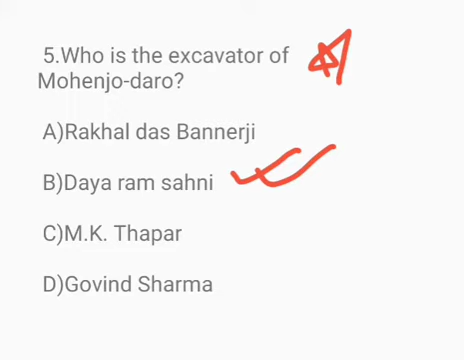 5.Who is the excavator of
Mohenjo-daro?
A)Rakhal das Bannerji
B)Daya ram sahni
C)M.K. Thapar
D)Govind Sharma